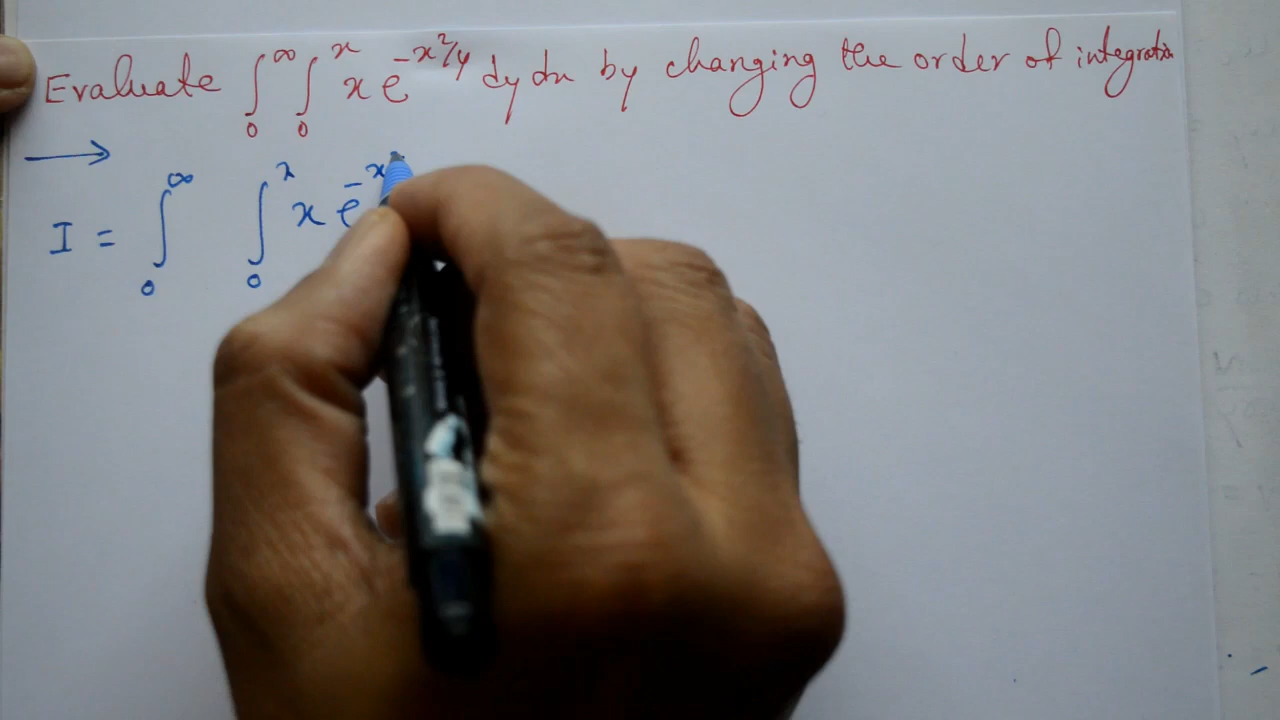 Evaluate ∫₀^∞ ∫₀^x x e^{-x²/y} dy dx by changing the order of integration
→
I = ∫₀^∞ ∫₀^x x e^{-x